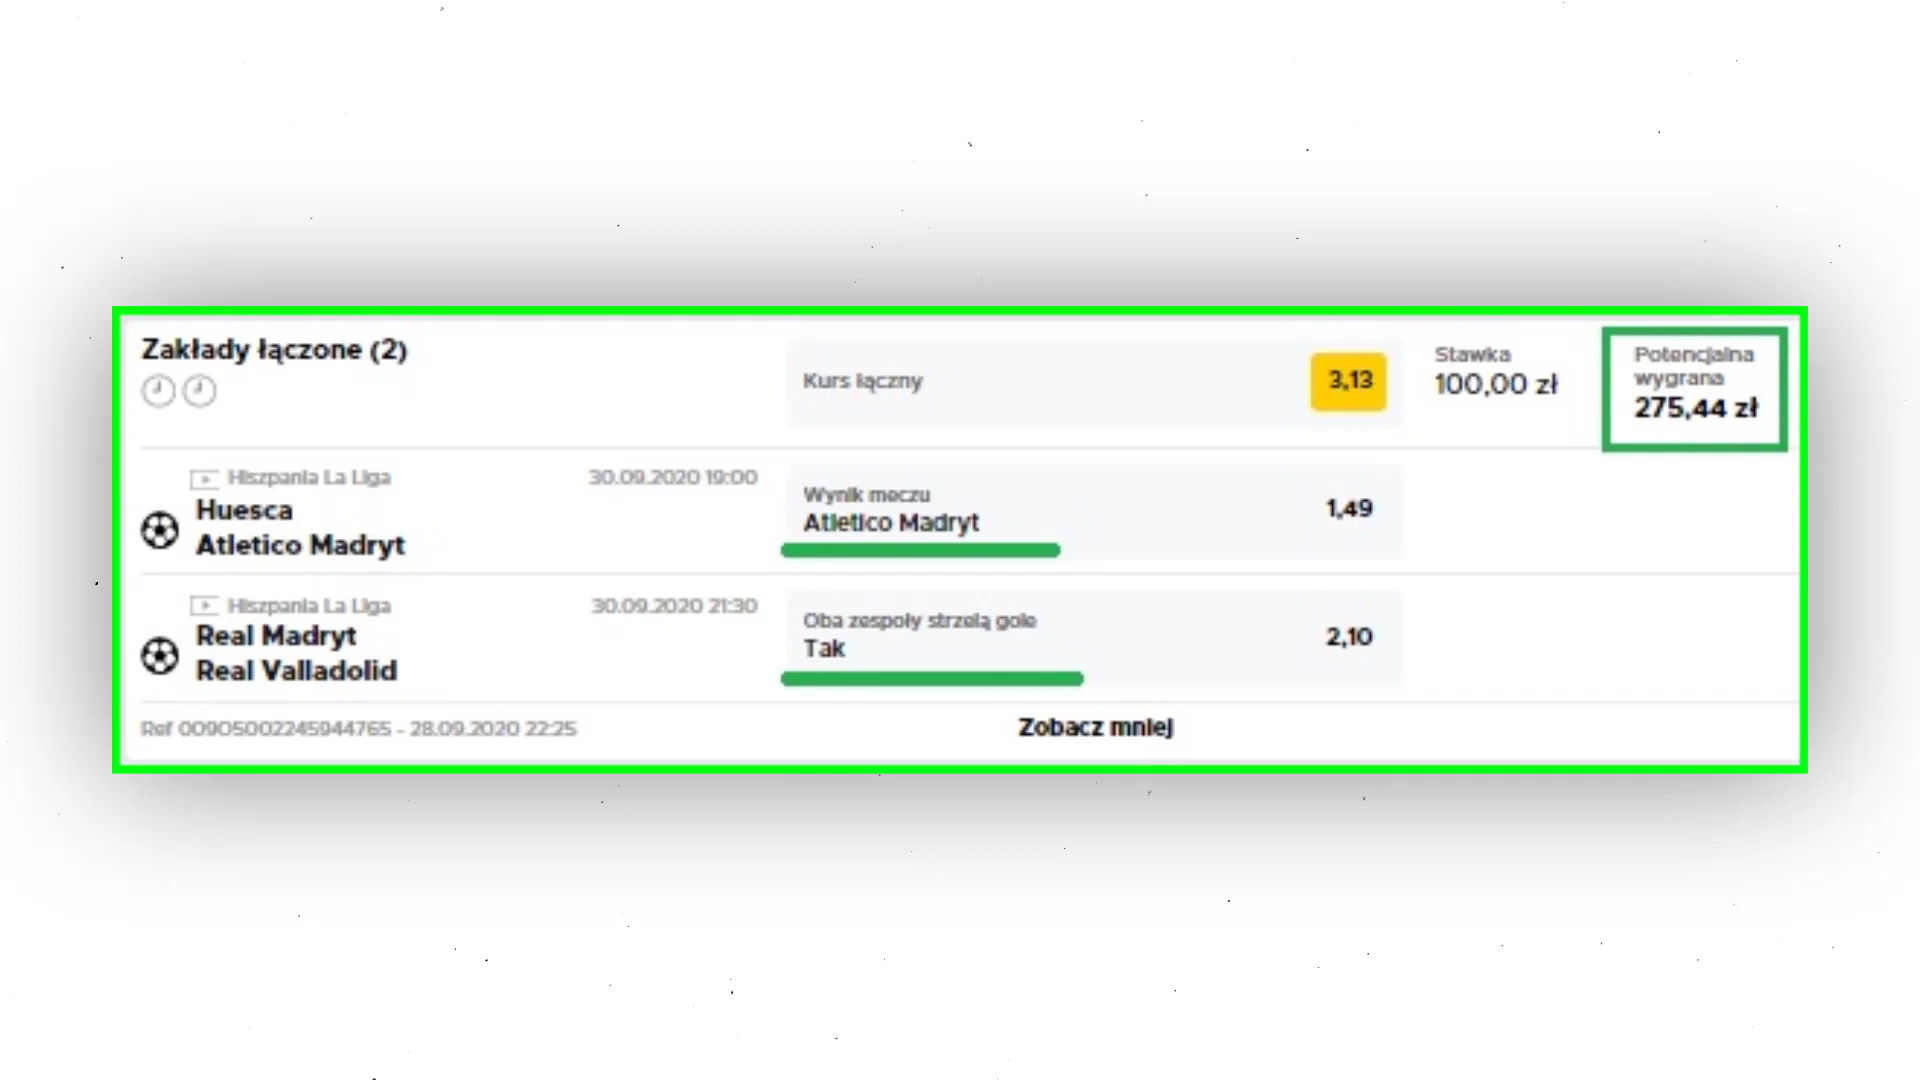 Zakłady łączone (2)
Kurs łączny
3,13
Stawka
100,00 zł
Potencjalna
wygrana
275,44 zł
Hiszpania La Liga
30.09.2020 19:00
Huesca
Atletico Madryt
Wynik meczu
Atletico Madryt
1,49
Hiszpania La Liga
30.09.2020 21:30
Real Madryt
Real Valladolid
Oba zespoły strzelą gole
Tak
2,10
Ref 00905002245944765 - 28.09.2020 22:25
Zobacz mniej